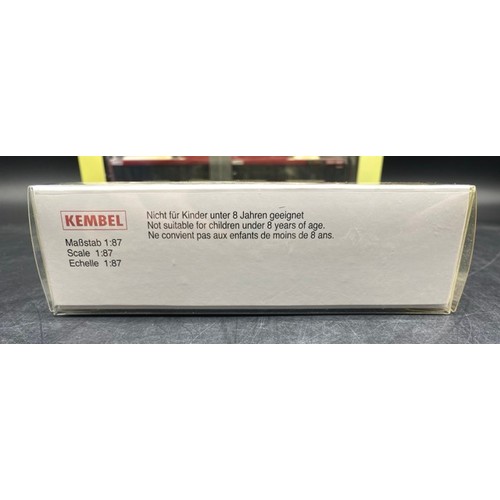 KEMBEL
Maßstab 1:87
Scale 1:87
Echelle 1:87
Nicht für Kinder unter 8 Jahren geeignet
Not suitable for children under 8 years of age.
Ne convient pas aux enfants de moins de 8 ans.